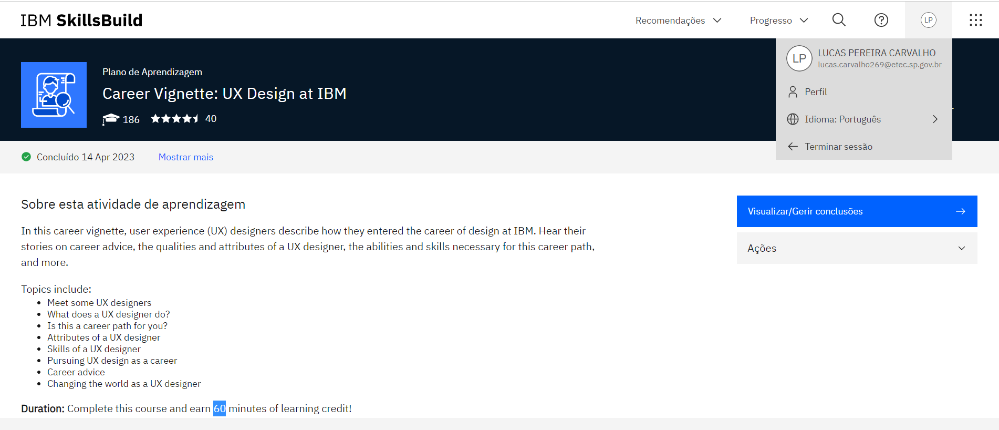 IBM SkillsBuild
Recomendações
Progresso
LP
LP
LUCAS PEREIRA CARVALHO
lucas.carvalho269@etec.sp.gov.br
Perfil
Idioma: Português
Terminar sessão
Plano de Aprendizagem
Career Vignette: UX Design at IBM
186
40
Concluído 14 Apr 2023
Mostrar mais
Sobre esta atividade de aprendizagem
In this career vignette, user experience (UX) designers describe how they entered the career of design at IBM. Hear their
stories on career advice, the qualities and attributes of a UX designer, the abilities and skills necessary for this career path,
and more.
Topics include:
• Meet some UX designers
• What does a UX designer do?
• Is this a career path for you?
• Attributes of a UX designer
• Skills of a UX designer
• Pursuing UX design as a career
• Career advice
• Changing the world as a UX designer
Duration: Complete this course and earn 60 minutes of learning credit!
Visualizar/Gerir conclusões
Ações